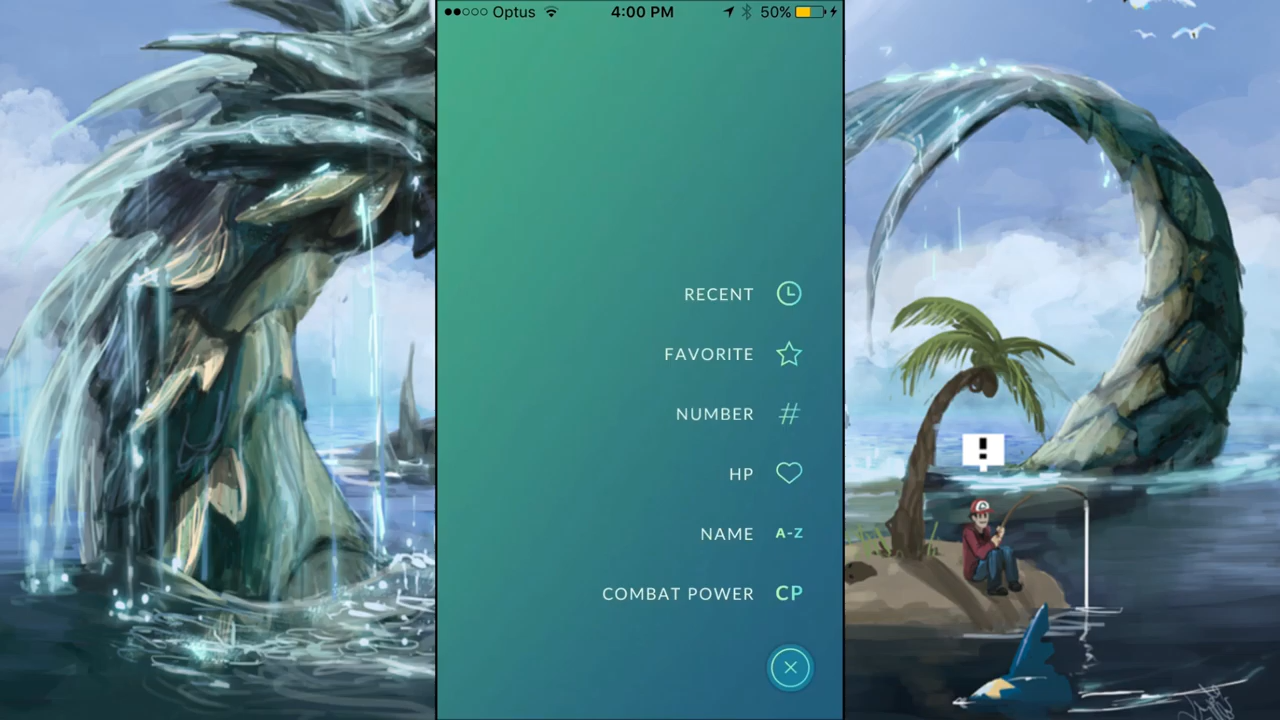 Optus 4:00 PM 50%
RECENT
FAVORITE
NUMBER #
HP
!
NAME A-Z
COMBAT POWER CP